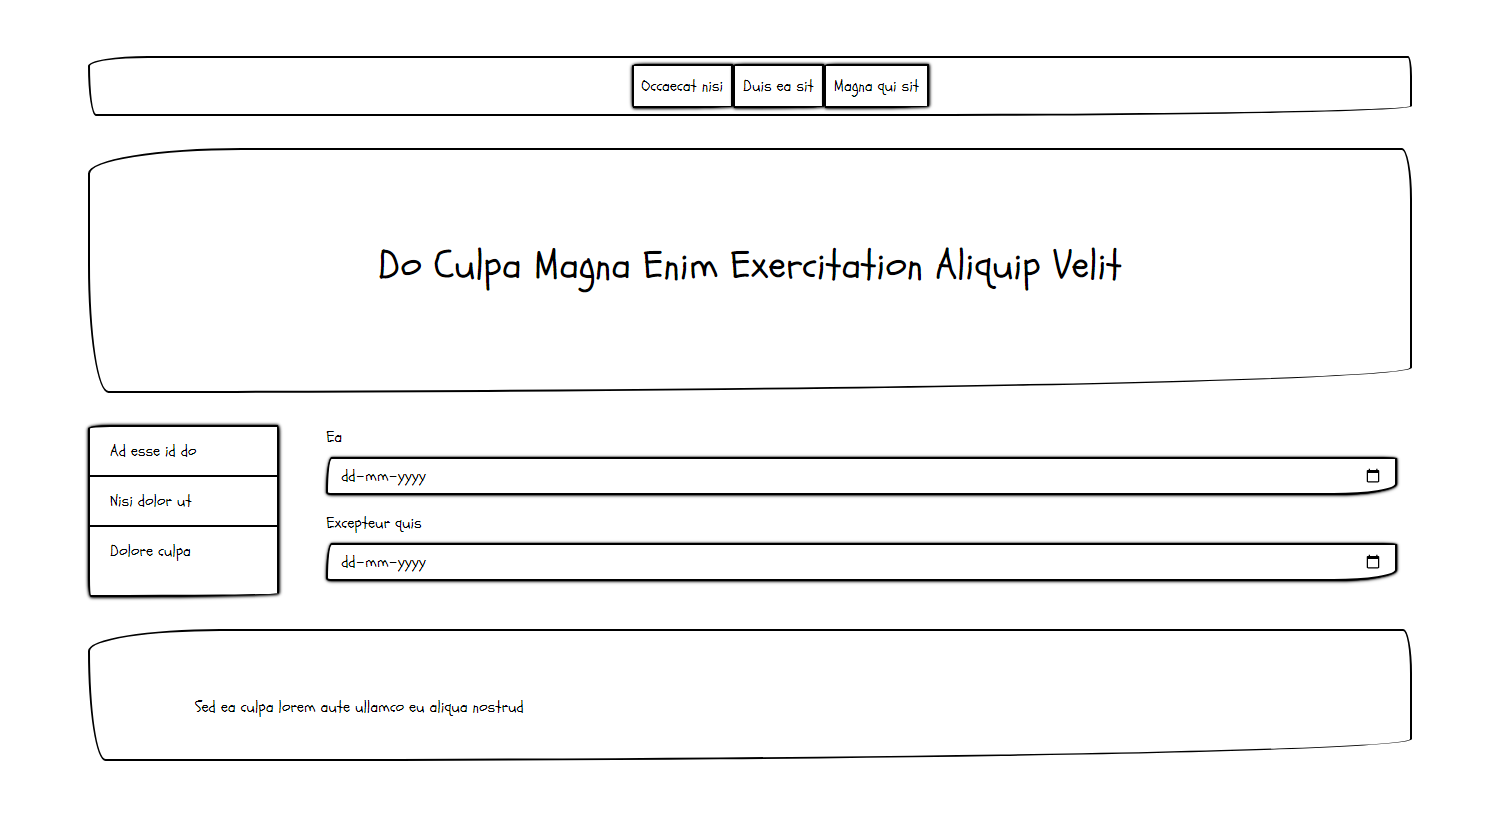 Occaecat nisi
Duis ea sit
Magna qui sit
Do Culpa Magna Enim Exercitation Aliquip Velit
Ad esse id do
Nisi dolor ut
Dolore culpa
Ea
dd-mm-yyyy
Excepteur quis
dd-mm-yyyy
Sed ea culpa lorem aute ullamco eu aliqua nostrud